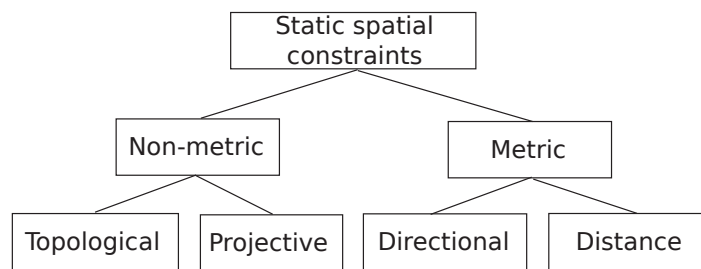 Static spatial
constraints
Non-metric
Metric
Topological
Projective
Directional
Distance